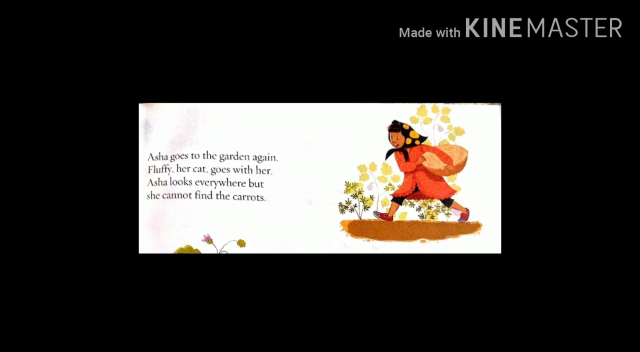 Made with KINEMASTER
Asha goes to the garden again.
Fluffy, her cat, goes with her.
Asha looks everywhere but
she cannot find the carrots.